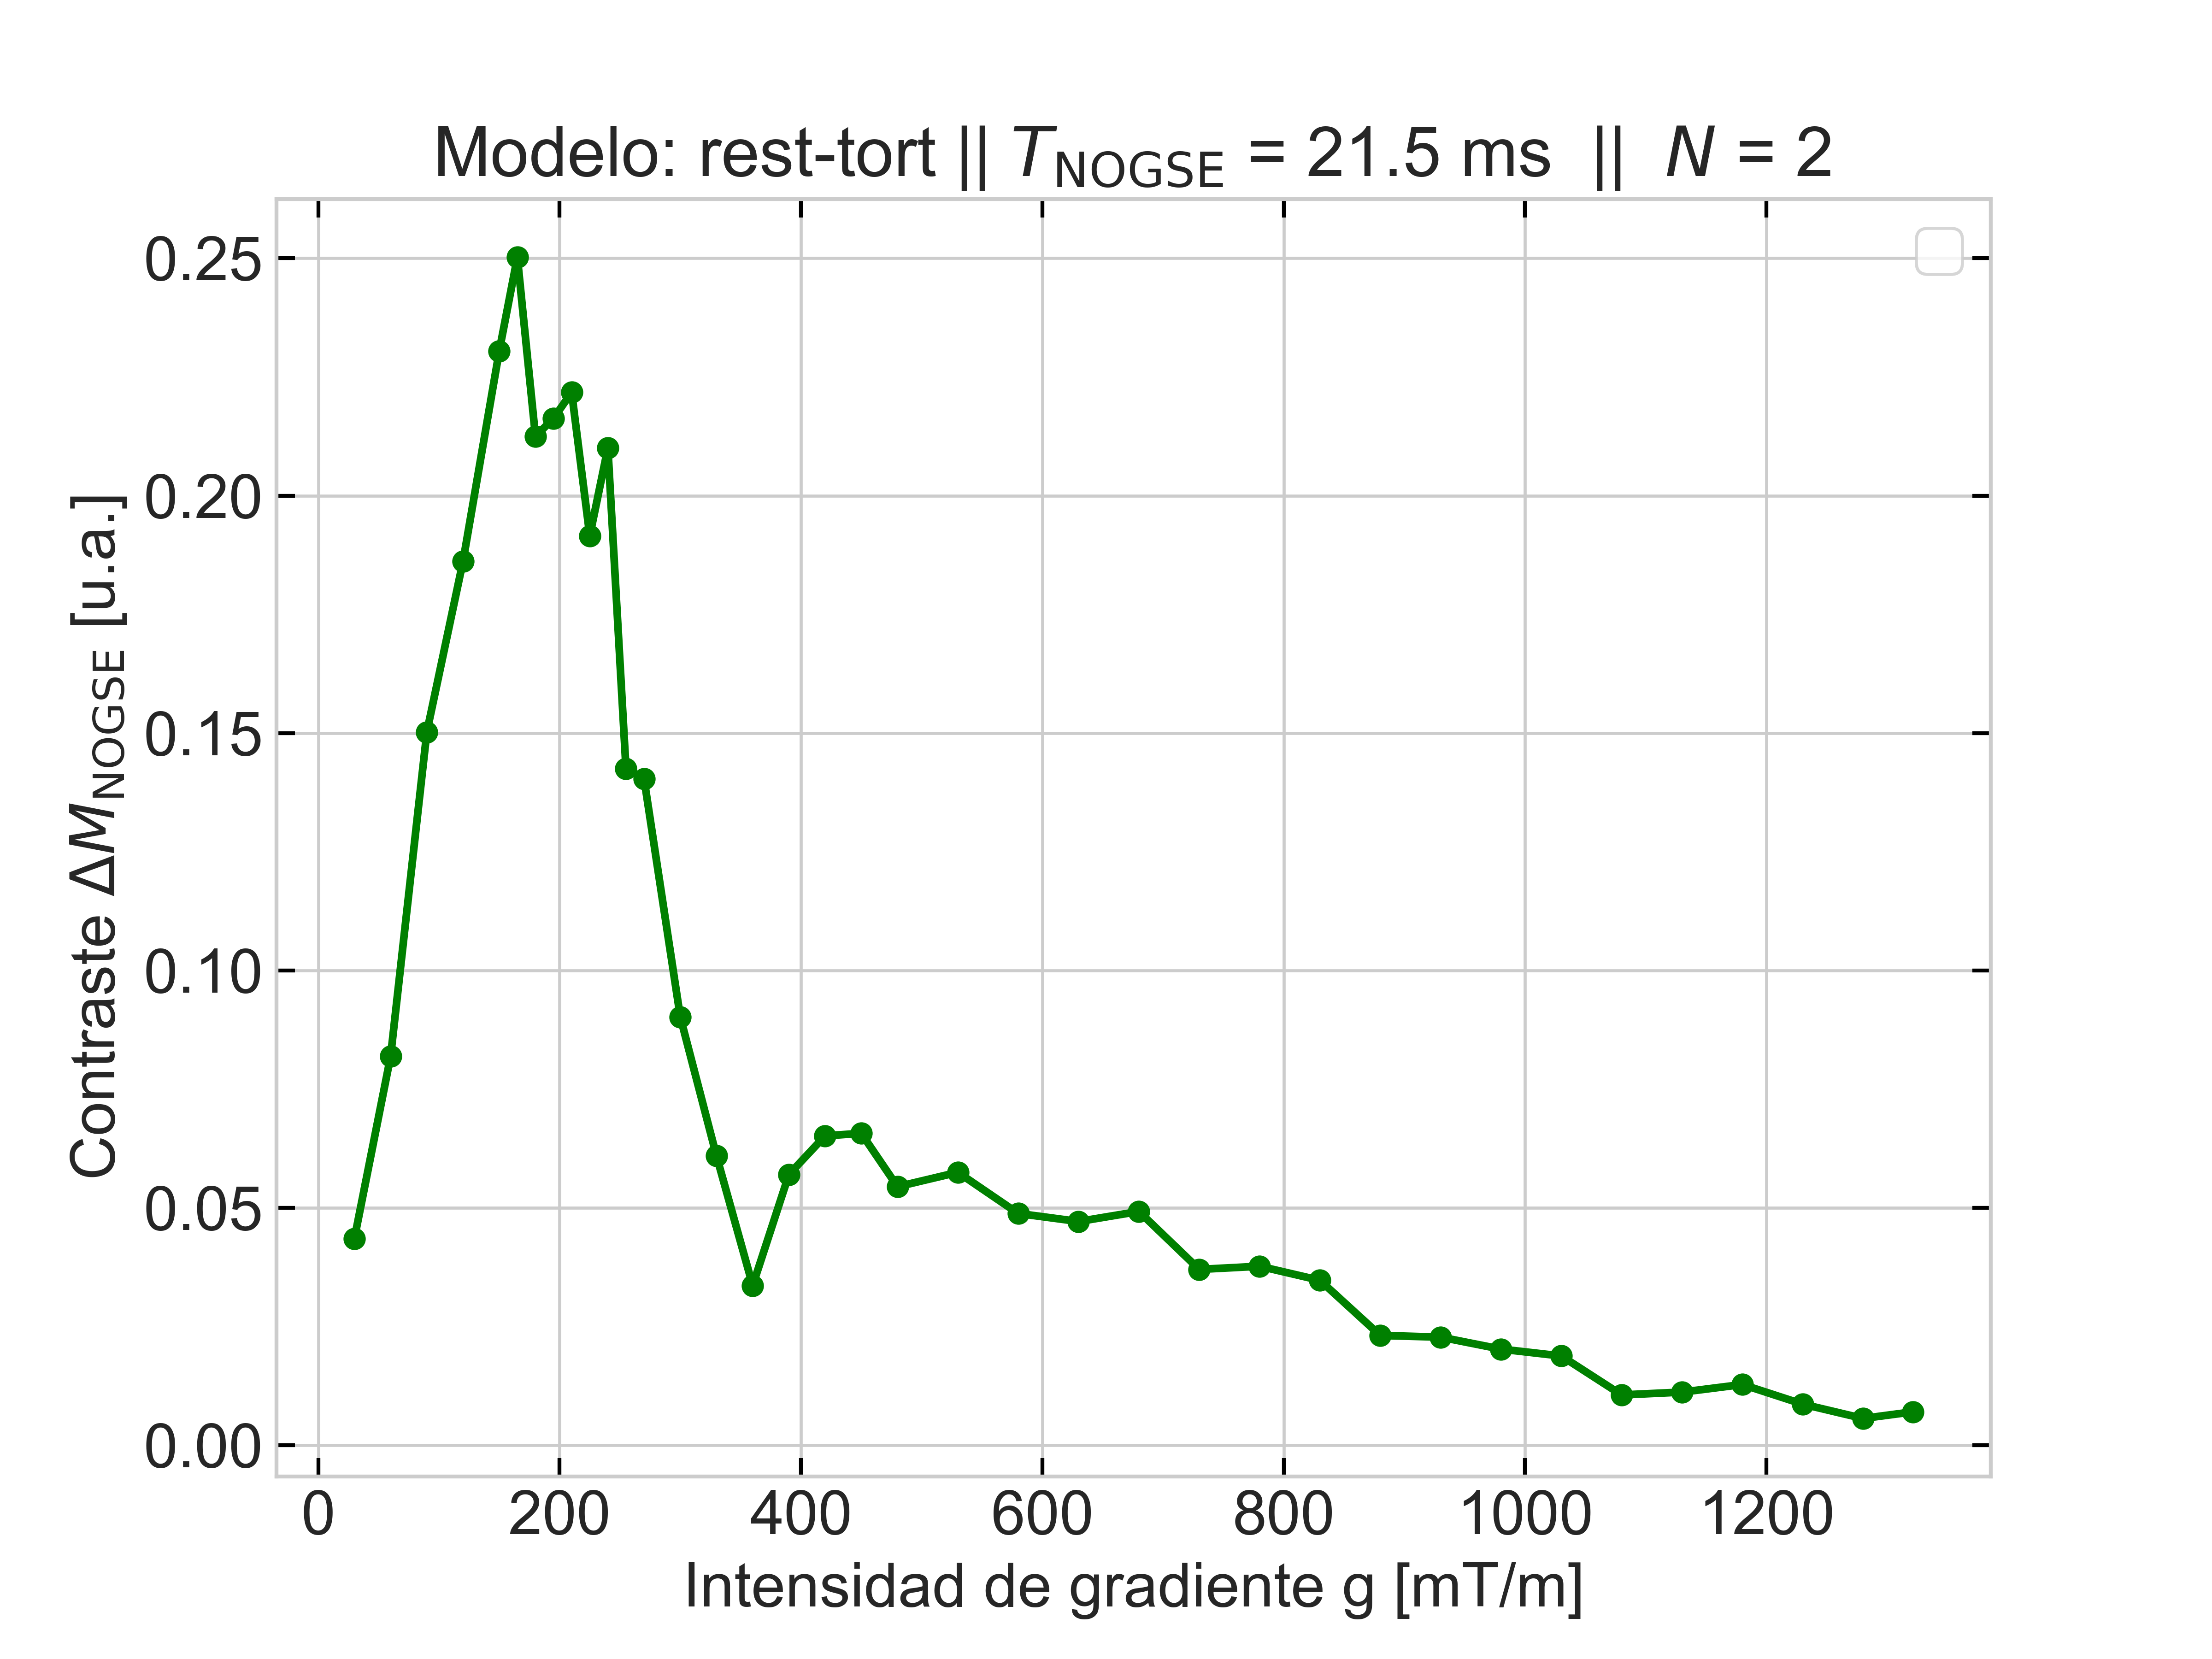 Modelo: rest-tort || T_NOGSE = 21.5 ms || N = 2
Contraste ΔM_NOGSE [u.a.]
0.25
0.20
0.15
0.10
0.05
0.00
0 200 400 600 800 1000 1200
Intensidad de gradiente g [mT/m]